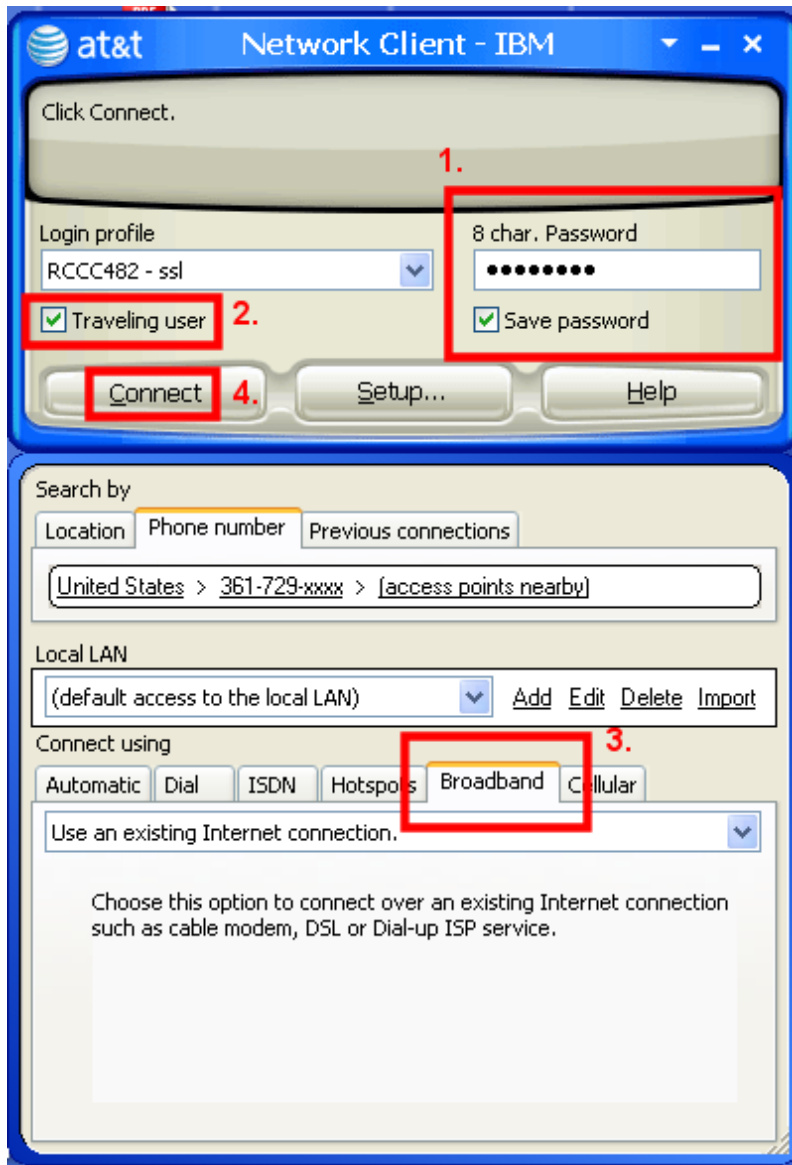 PDF
at&t Network Client - IBM
Click Connect.
1.
Login profile 8 char. Password
RCCC482 - ssl ••••••••
Traveling user 2. Save password
Connect 4. Setup... Help
Search by
Location Phone number Previous connections
United States > 361-729-xxxx > (access points nearby)
Local LAN
(default access to the local LAN) Add Edit Delete Import
Connect using 3.
Automatic Dial ISDN Hotspots Broadband Cellular
Use an existing Internet connection.
Choose this option to connect over an existing Internet connection
such as cable modem, DSL or Dial-up ISP service.